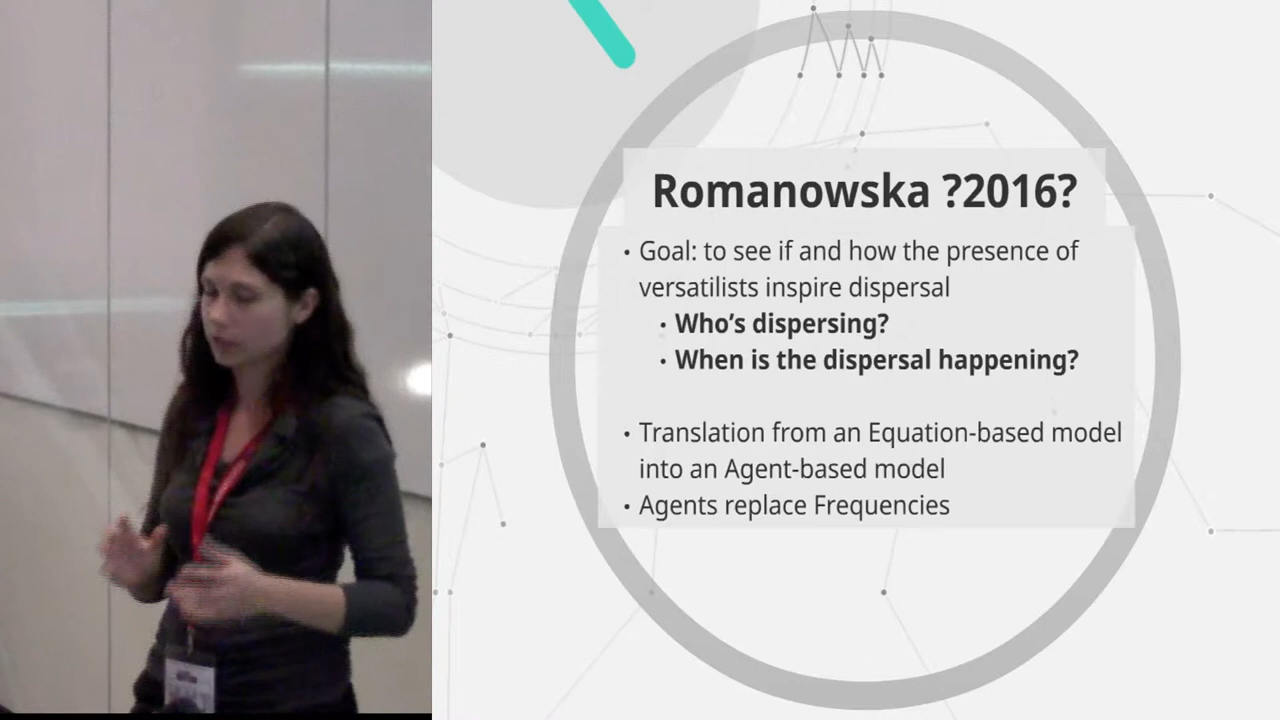 Romanowska ?2016?
• Goal: to see if and how the presence of
versatilists inspire dispersal
• Who's dispersing?
• When is the dispersal happening?
• Translation from an Equation-based model
into an Agent-based model
• Agents replace Frequencies